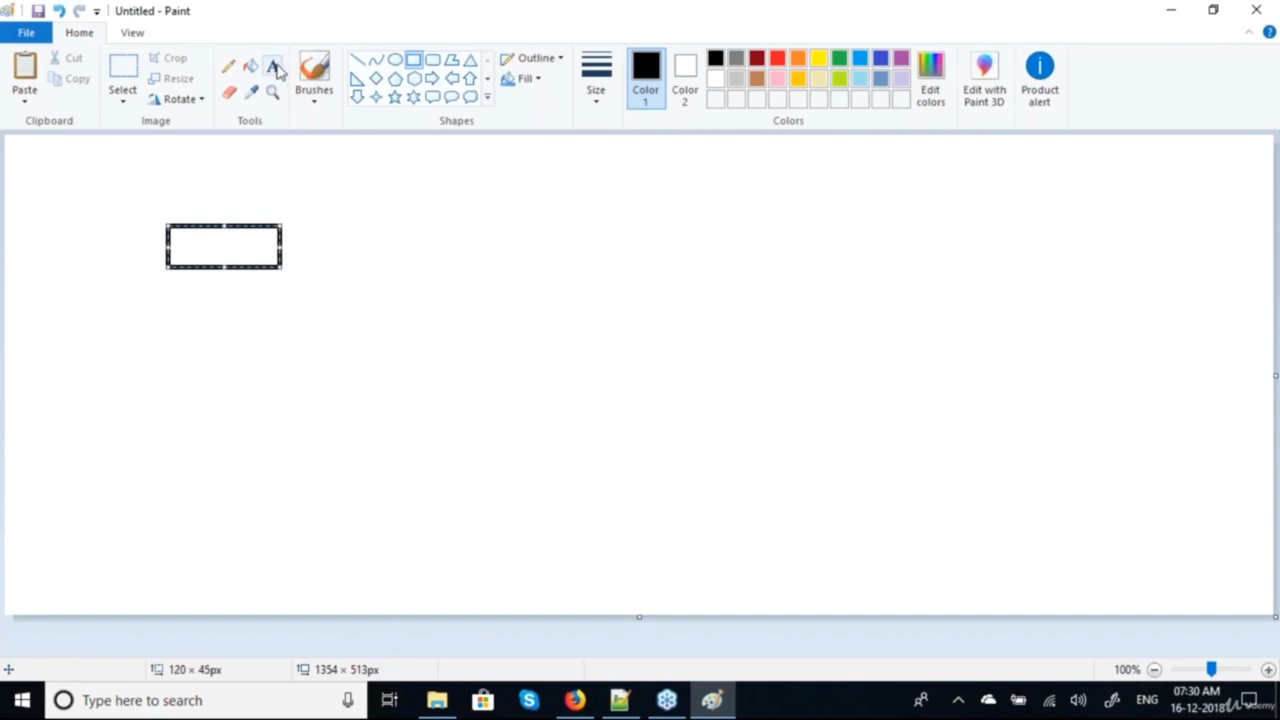 Untitled - Paint
File Home View
Paste
Cut
Copy
Clipboard
Select
Crop
Resize
Rotate
Image
A
Tools
Brushes
Shapes
Outline
Fill
Size
Color 1
Color 2
Colors
Edit colors
Edit with Paint 3D
Product alert
120 × 45px
1354 × 513px
100%
Type here to search
ENG
07:30 AM
16-12-2018
Udemy